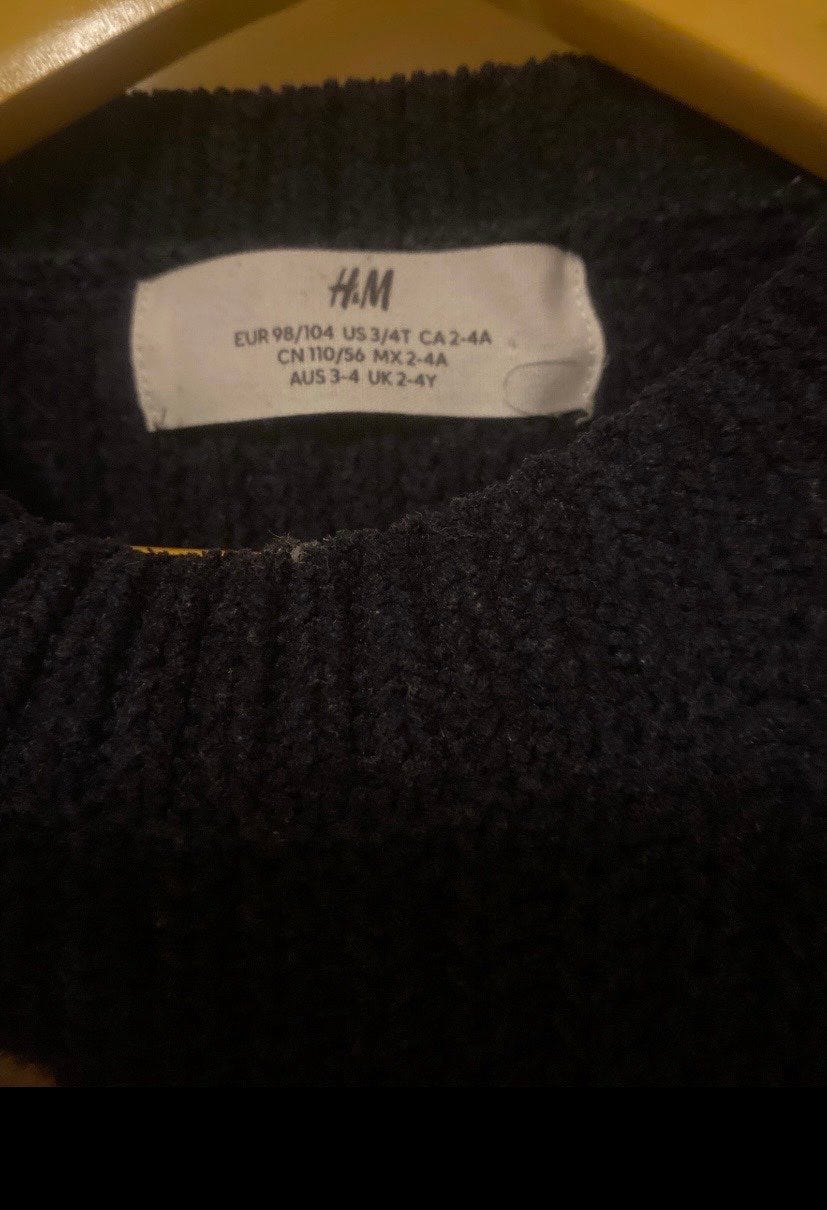 H&M
EUR 98/104 US 3/4T CA 2-4A
CN 110/56 MX 2-4A
AUS 3-4 UK 2-4Y